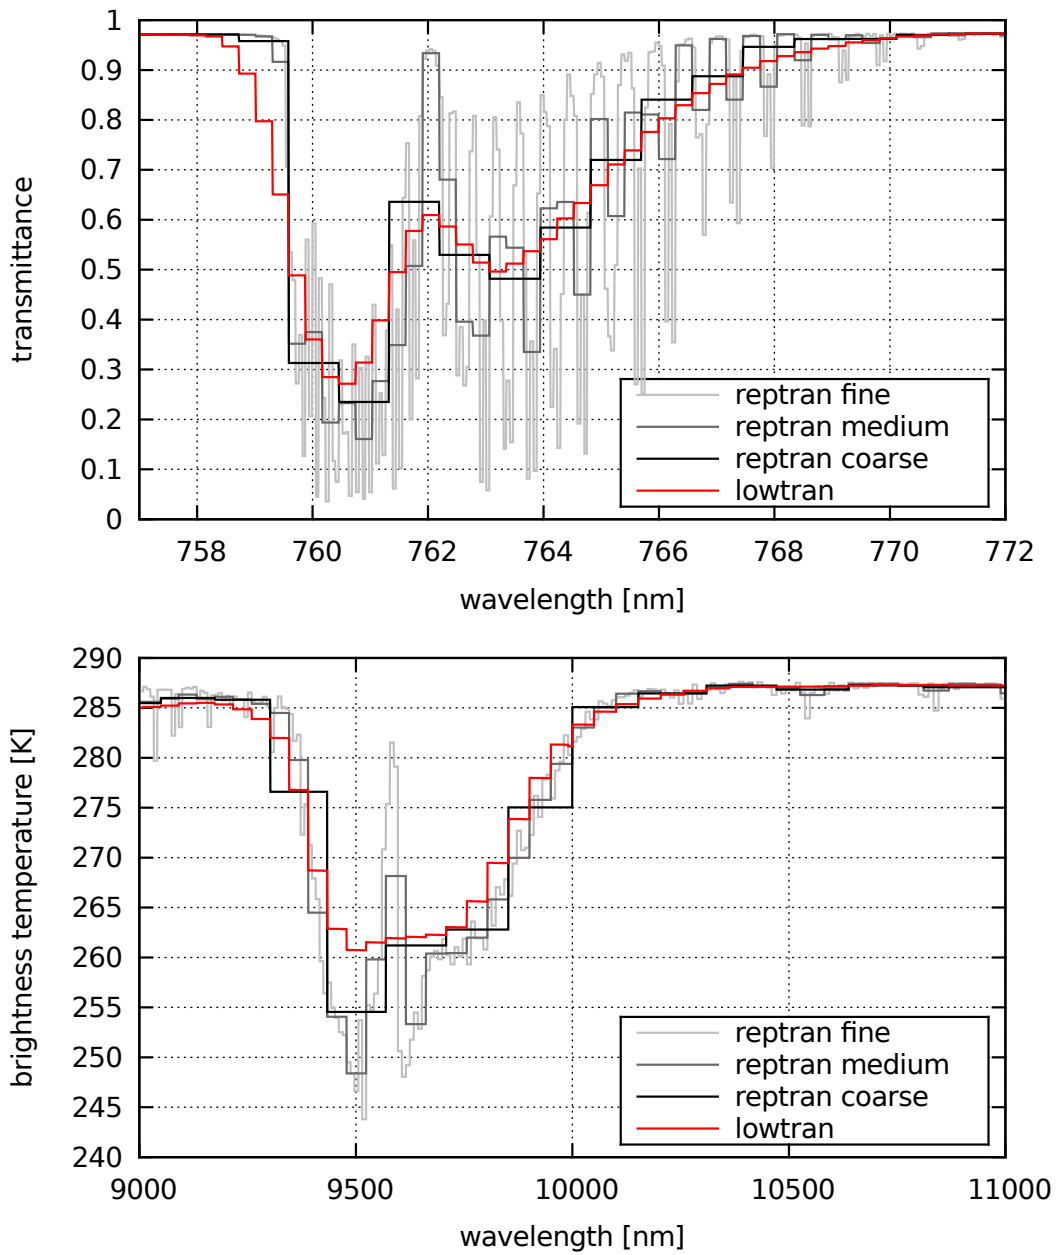 1
0.9
0.8
0.7
0.6
0.5
0.4
0.3
0.2
0.1
0
transmittance
reptran fine
reptran medium
reptran coarse
lowtran
758 760 762 764 766 768 770 772
wavelength [nm]
290
285
280
275
270
265
260
255
250
245
240
brightness temperature [K]
reptran fine
reptran medium
reptran coarse
lowtran
9000 9500 10000 10500 11000
wavelength [nm]